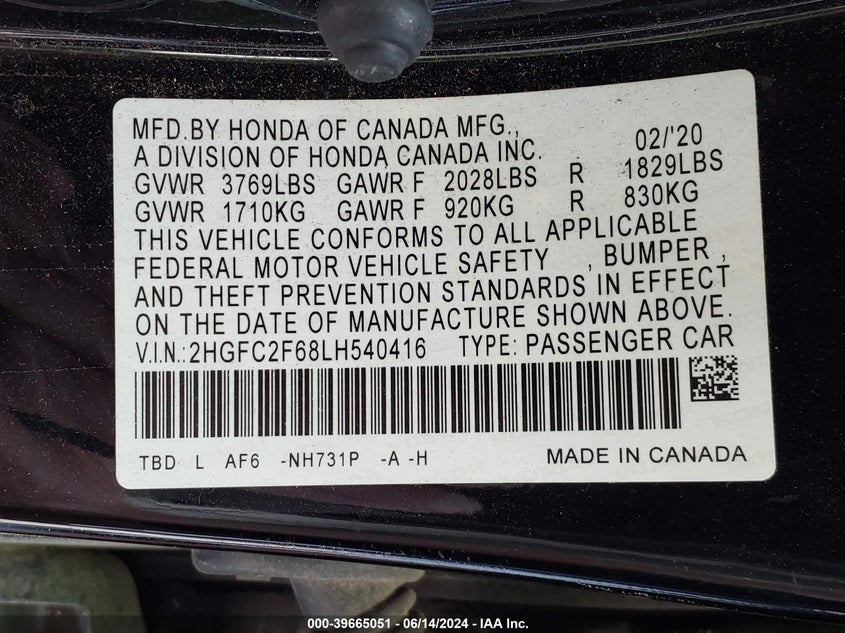 MFD.BY HONDA OF CANADA MFG., 02/'20
A DIVISION OF HONDA CANADA INC.
GVWR 3769LBS GAWR F 2028LBS R 1829LBS
GVWR 1710KG GAWR F 920KG R 830KG
THIS VEHICLE CONFORMS TO ALL APPLICABLE
FEDERAL MOTOR VEHICLE SAFETY , BUMPER ,
AND THEFT PREVENTION STANDARDS IN EFFECT
ON THE DATE OF MANUFACTURE SHOWN ABOVE.
V.I.N.:2HGFC2F68LH540416 TYPE: PASSENGER CAR
TBD L AF6 -NH731P -A -H MADE IN CANADA
000-39665051 - 06/14/2024 - IAA Inc.